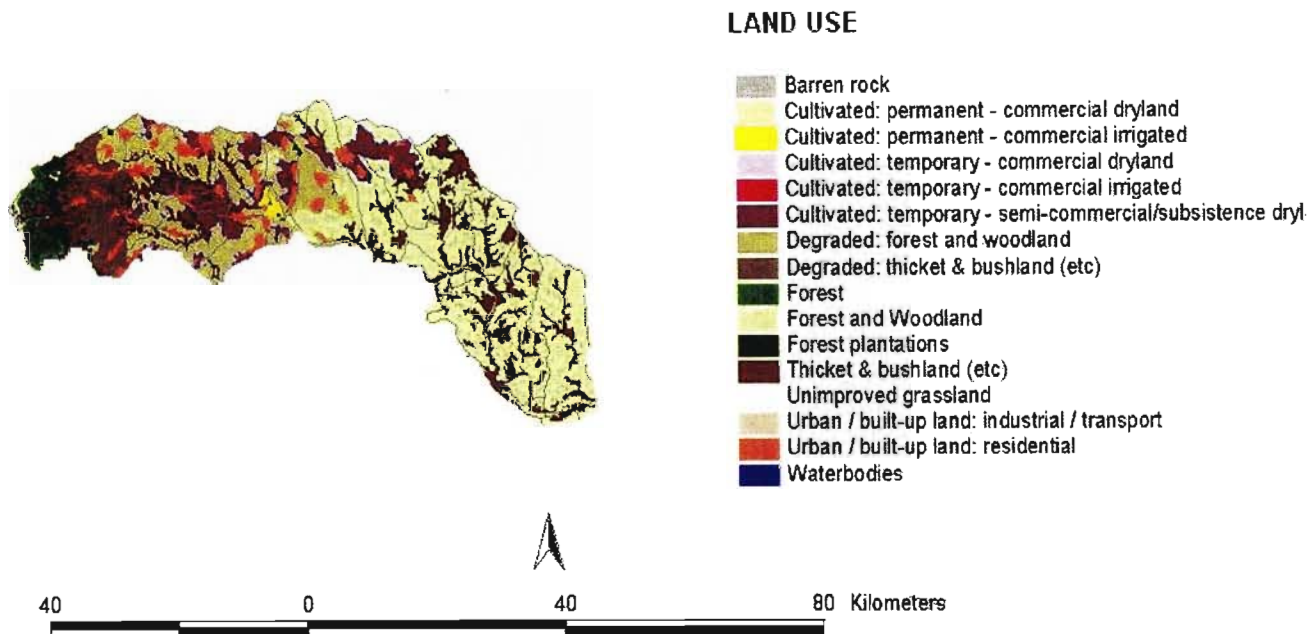 LAND USE
Barren rock
Cultivated: permanent - commercial dryland
Cultivated: permanent - commercial irrigated
Cultivated: temporary - commercial dryland
Cultivated: temporary - commercial irrigated
Cultivated: temporary - semi-commercial/subsistence dryl
Degraded: forest and woodland
Degraded: thicket & bushland (etc)
Forest
Forest and Woodland
Forest plantations
Thicket & bushland (etc)
Unimproved grassland
Urban / built-up land: industrial / transport
Urban / built-up land: residential
Waterbodies
40 0 40 80 Kilometers